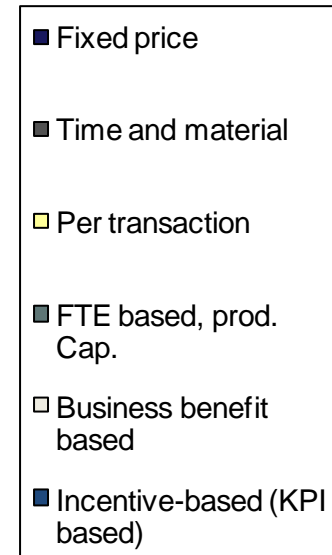 Fixed price
Time and material
Per transaction
FTE based, prod.
Cap.
Business benefit
based
Incentive-based (KPI
based)